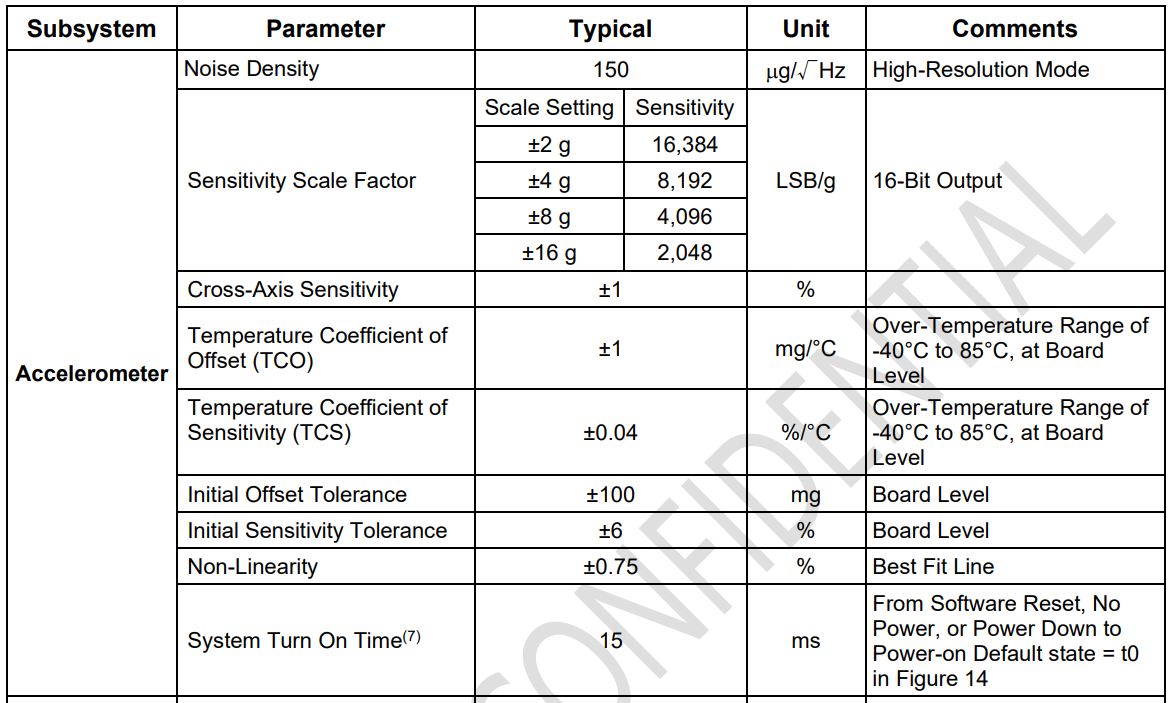 Subsystem Parameter Typical Unit Comments
Accelerometer
Noise Density 150 µg/√Hz High-Resolution Mode
Sensitivity Scale Factor
Scale Setting Sensitivity
±2 g 16,384
±4 g 8,192
±8 g 4,096
±16 g 2,048
LSB/g 16-Bit Output
Cross-Axis Sensitivity ±1 %
Temperature Coefficient of
Offset (TCO)
±1 mg/°C
Over-Temperature Range of
-40°C to 85°C, at Board
Level
Temperature Coefficient of
Sensitivity (TCS)
±0.04 %/°C
Over-Temperature Range of
-40°C to 85°C, at Board
Level
Initial Offset Tolerance ±100 mg Board Level
Initial Sensitivity Tolerance ±6 % Board Level
Non-Linearity ±0.75 % Best Fit Line
System Turn On Time(7) 15 ms
From Software Reset, No
Power, or Power Down to
Power-on Default state = t0
in Figure 14
CONFIDENTIAL